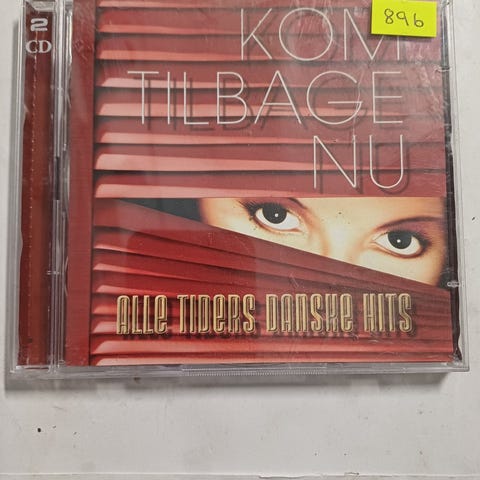 2
CD
896
KOM
TILBAGE
NU
ALLE TIDERS DANSKE HITS